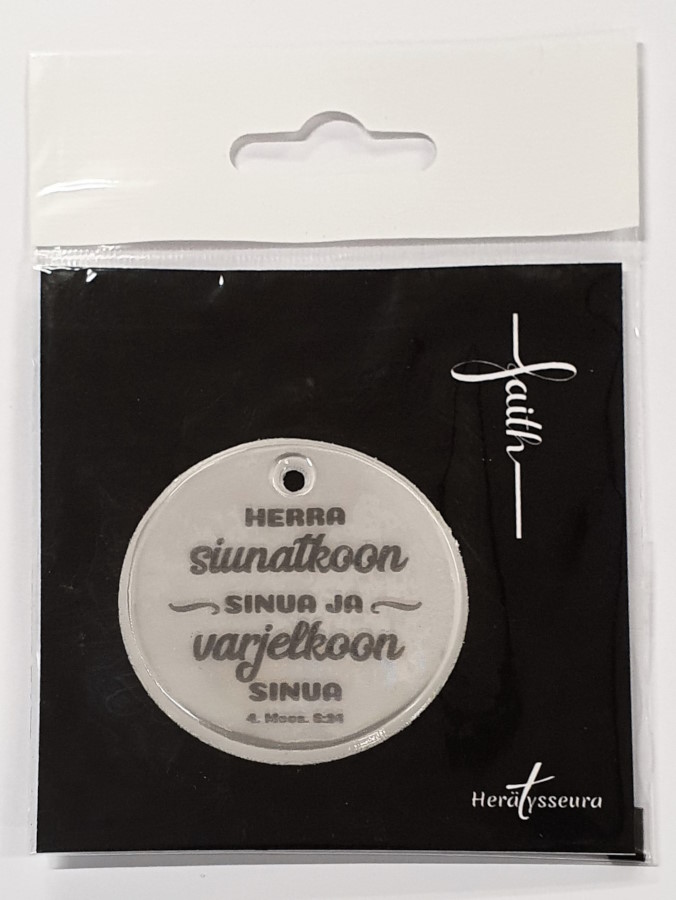 faith
HERRA
siunatkoon
SINUA JA
varjelkoon
SINUA
4. Moos. 6:24
Herätysseura